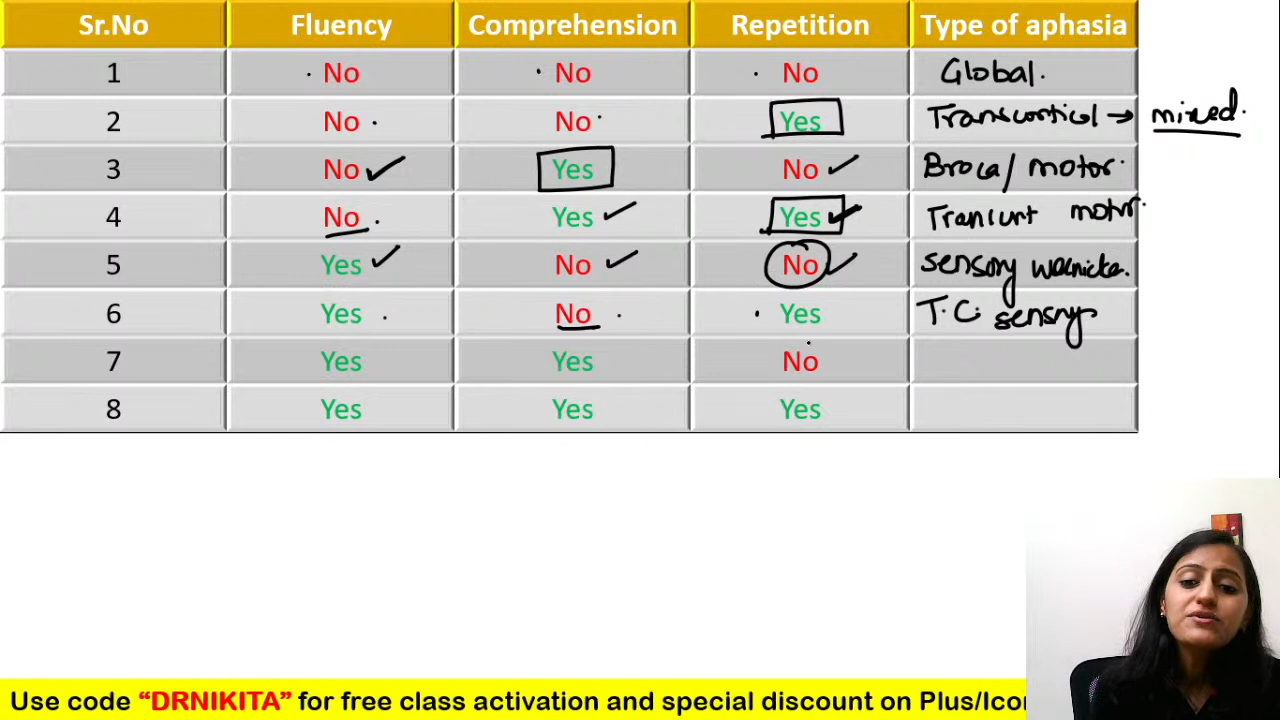 Sr.No Fluency Comprehension Repetition Type of aphasia
1 No No No Global.
2 No No Yes Transcortical → mixed.
3 No Yes No Broca/ motor.
4 No Yes Yes motor.
5 Yes No No sensory
6 Yes No Yes T.C. sensry
7 Yes Yes No
8 Yes Yes Yes
Use code “DRNIKITA” for free class activation and special discount on Plus/Icon